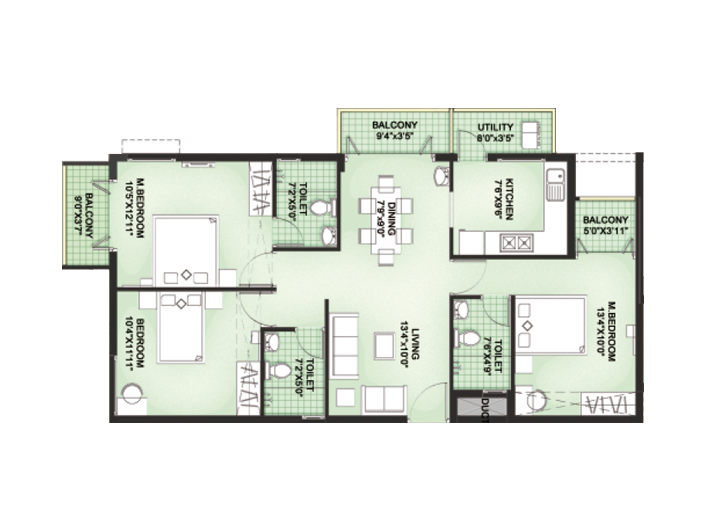 BALCONY
9'4"x3'5"
UTILITY
8'0"x3'5"
BALCONY
9'0"X3'7"
M.BEDROOM
10'5"X12'11"
TOILET
7'2"X5'0"
DINING
7'9"x9'0"
KITCHEN
7'6"X9'6"
BALCONY
5'0"X3'11"
BEDROOM
10'4"X11'11"
TOILET
7'2"X5'0"
LIVING
13'4"x10'0"
TOILET
7'6"X4'9"
M.BEDROOM
13'4"X10'0"
DUCT